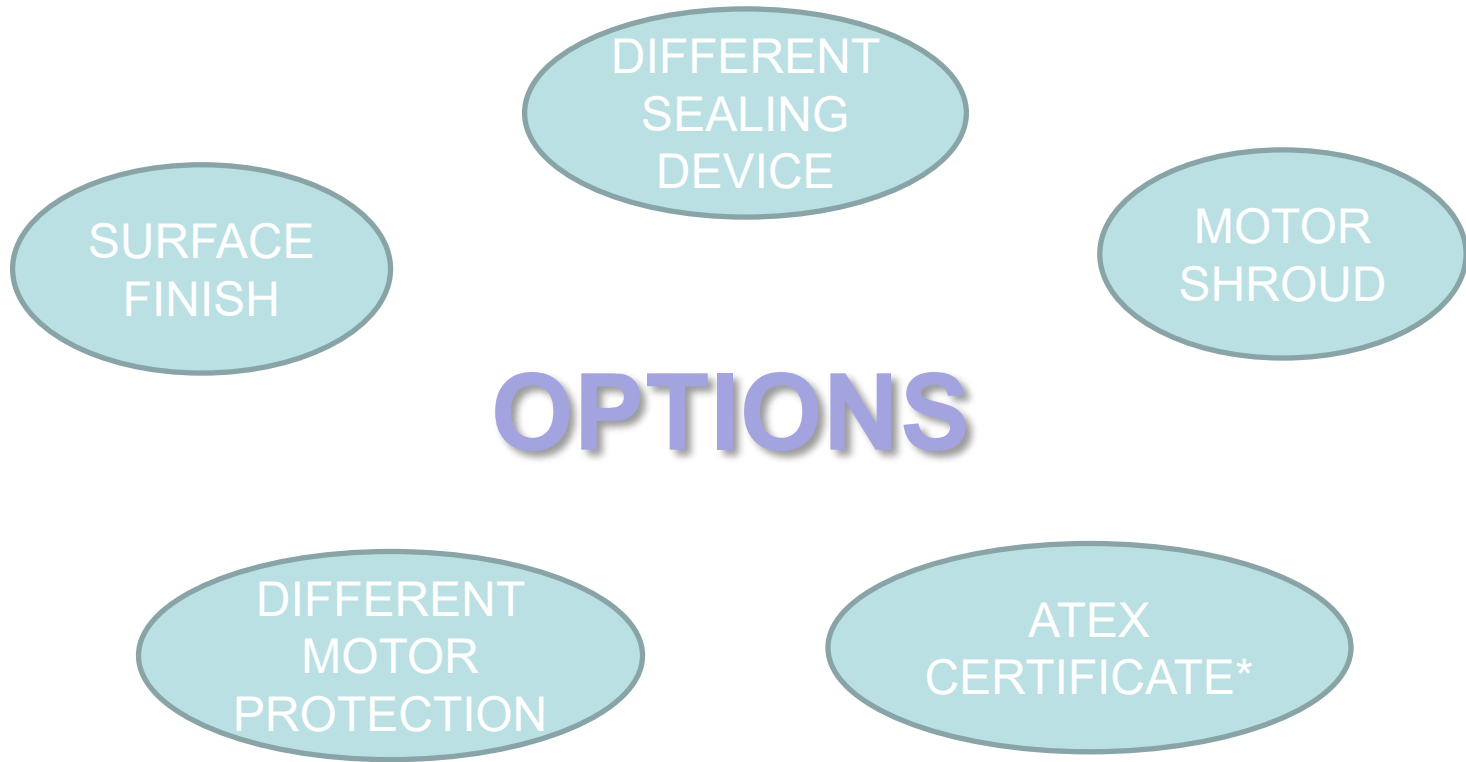 DIFFERENT
SEALING
DEVICE
SURFACE
FINISH
MOTOR
SHROUD
OPTIONS
DIFFERENT
MOTOR
PROTECTION
ATEX
CERTIFICATE*